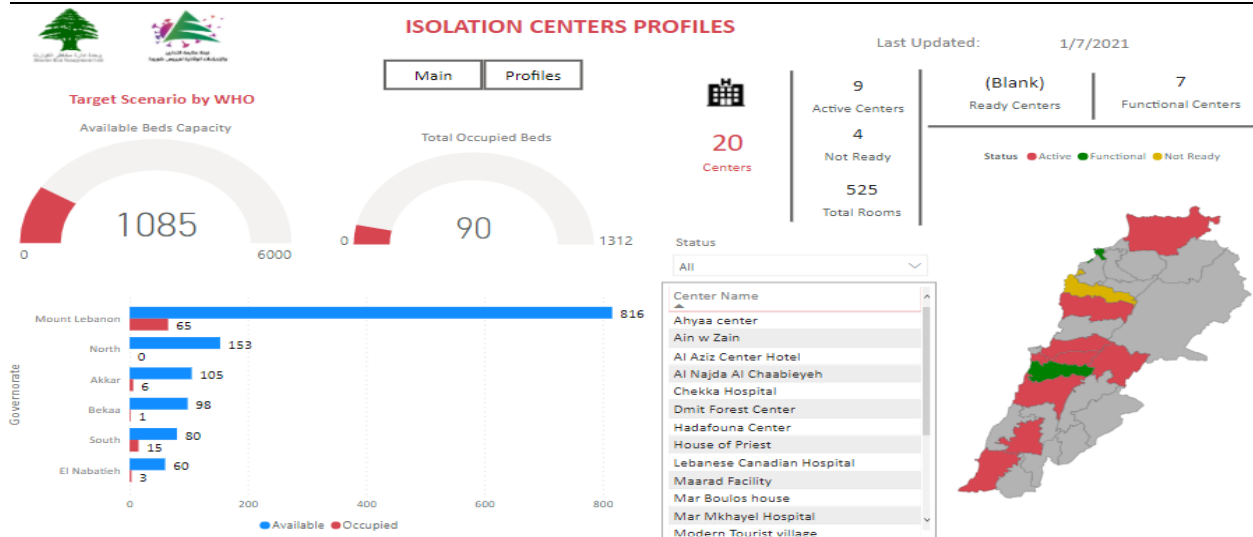 ISOLATION CENTERS PROFILES
Last Updated: 1/7/2021
Main
Profiles
Target Scenario by WHO
Available Beds Capacity
1085
0
6000
Total Occupied Beds
90
0
1312
20
Centers
9
Active Centers
4
Not Ready
525
Total Rooms
(Blank)
Ready Centers
7
Functional Centers
Status Active Functional Not Ready
Status
All
Center Name
Ahyaa center
Ain w Zain
Al Aziz Center Hotel
Al Najda Al Chaabieyeh
Chekka Hospital
Dmit Forest Center
Hadafouna Center
House of Priest
Lebanese Canadian Hospital
Maarad Facility
Mar Boulos house
Mar Mkhayel Hospital
Modern Tourist village
Governorate
Mount Lebanon 816
65
North 153
0
Akkar 105
6
Bekaa 98
1
South 80
15
El Nabatieh 60
3
0 200 400 600 800
Available Occupied